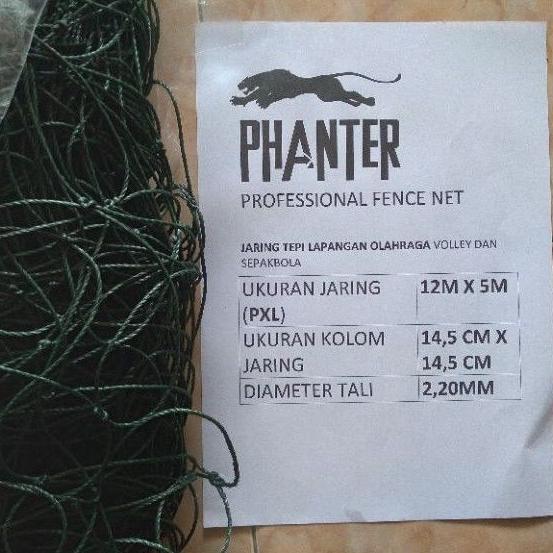 PHANTER
PROFESSIONAL FENCE NET
JARING TEPI LAPANGAN OLAHRAGA VOLLEY DAN
SEPAKBOLA
UKURAN JARING 12M X 5M
(PXL)
UKURAN KOLOM 14,5 CM X
JARING 14,5 CM
DIAMETER TALI 2,20MM